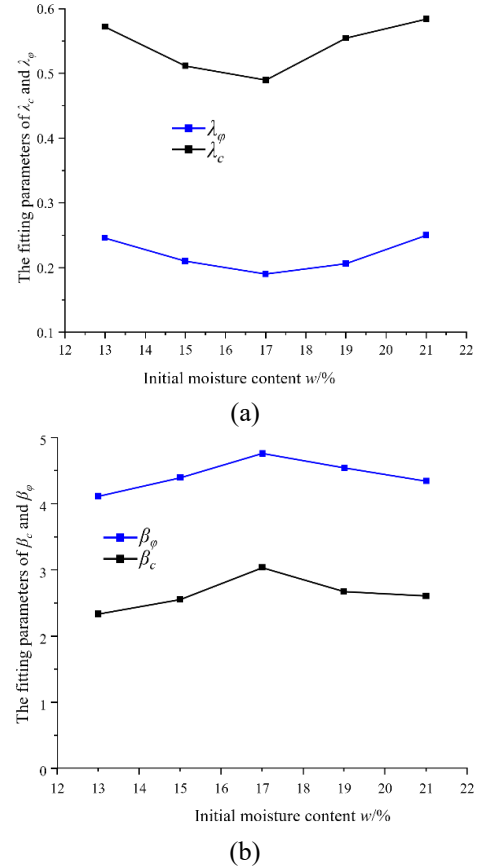 The fitting parameters of λc and λφ
0.6
0.5
0.4
0.3
0.2
0.1
λφ
λc
12 13 14 15 16 17 18 19 20 21 22
Initial moisture content w/%
(a)
The fitting parameters of βc and βφ
5
4
3
2
1
0
βφ
βc
12 13 14 15 16 17 18 19 20 21 22
Initial moisture content w/%
(b)